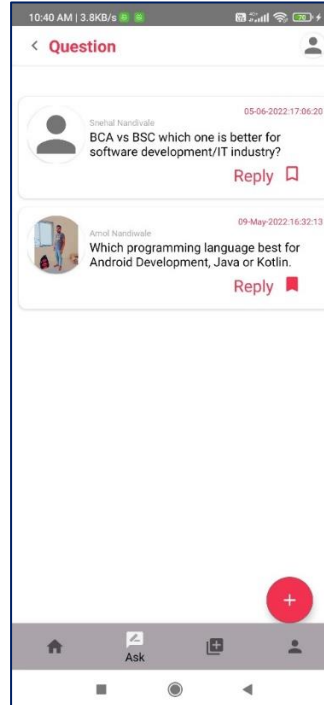 10:40 AM | 3.8KB/s
70
< Question
05-06-2022:17:06:20
Snehal Nandivale
BCA vs BSC which one is better for
software development/IT industry?
Reply
09-May-2022:16:32:13
Amol Nandiwale
Which programming language best for
Android Development, Java or Kotlin.
Reply
+
Ask